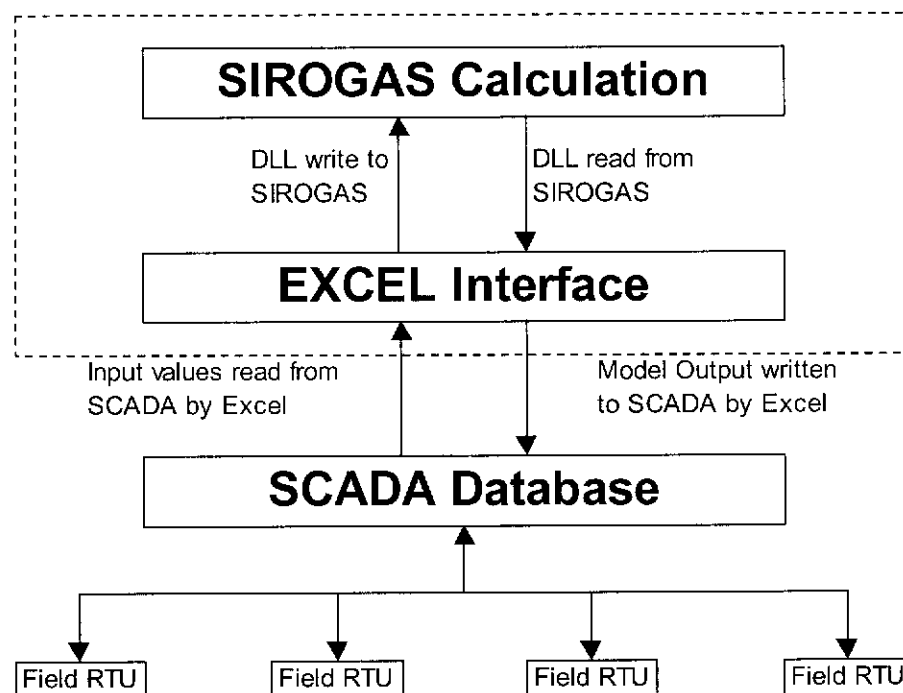 SIROGAS Calculation
DLL write to
SIROGAS
DLL read from
SIROGAS
EXCEL Interface
Input values read from
SCADA by Excel
Model Output written
to SCADA by Excel
SCADA Database
Field RTU
Field RTU
Field RTU
Field RTU